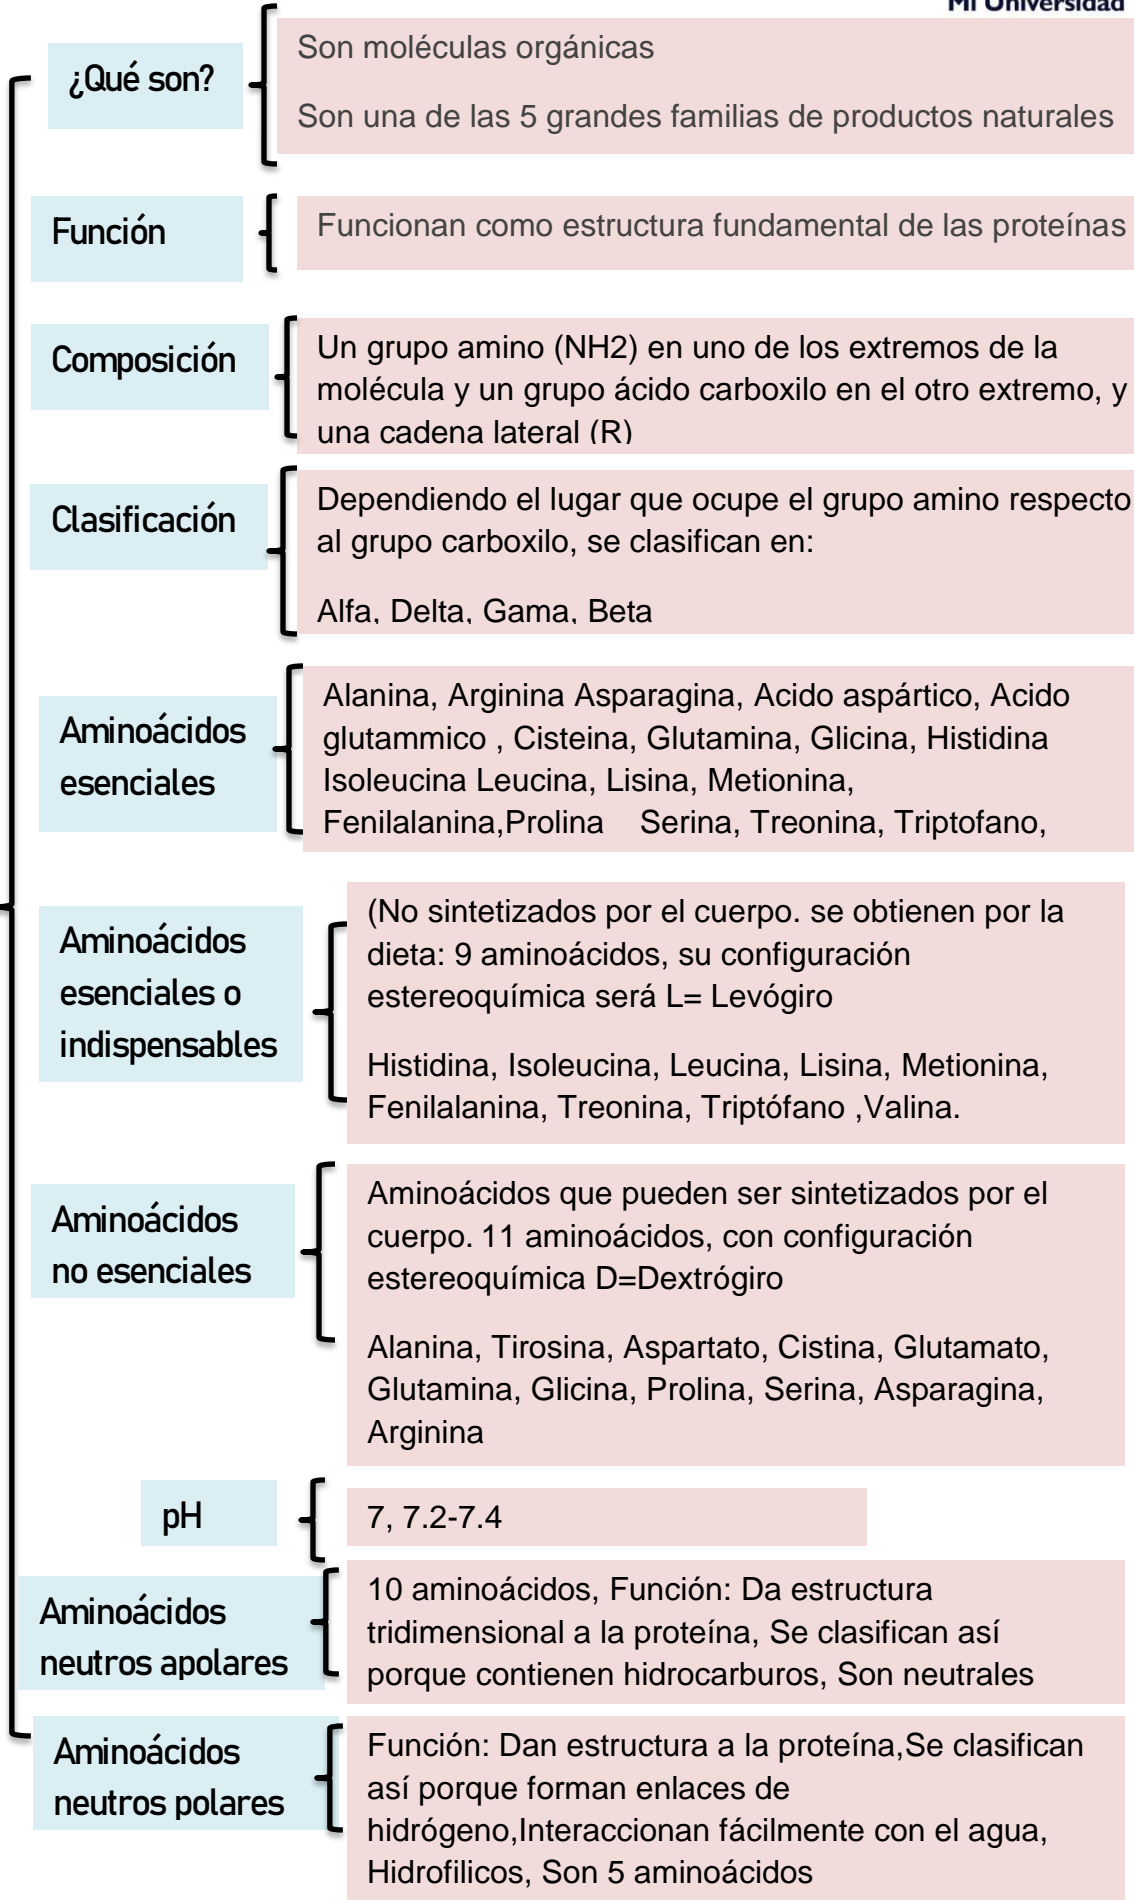 Mi Universidad
¿Qué son?
Son moléculas orgánicas
Son una de las 5 grandes familias de productos naturales
Función
Funcionan como estructura fundamental de las proteínas
Composición
Un grupo amino (NH2) en uno de los extremos de la
molécula y un grupo ácido carboxilo en el otro extremo, y
una cadena lateral (R)
Clasificación
Dependiendo el lugar que ocupe el grupo amino respecto
al grupo carboxilo, se clasifican en:
Alfa, Delta, Gama, Beta
Aminoácidos
esenciales
Alanina, Arginina Asparagina, Acido aspártico, Acido
glutammico , Cisteina, Glutamina, Glicina, Histidina
Isoleucina Leucina, Lisina, Metionina,
Fenilalanina,Prolina Serina, Treonina, Triptofano,
Aminoácidos
esenciales o
indispensables
(No sintetizados por el cuerpo. se obtienen por la
dieta: 9 aminoácidos, su configuración
estereoquímica será L= Levógiro
Histidina, Isoleucina, Leucina, Lisina, Metionina,
Fenilalanina, Treonina, Triptófano ,Valina.
Aminoácidos
no esenciales
Aminoácidos que pueden ser sintetizados por el
cuerpo. 11 aminoácidos, con configuración
estereoquímica D=Dextrógiro
Alanina, Tirosina, Aspartato, Cistina, Glutamato,
Glutamina, Glicina, Prolina, Serina, Asparagina,
Arginina
pH
7, 7.2-7.4
Aminoácidos
neutros apolares
10 aminoácidos, Función: Da estructura
tridimensional a la proteína, Se clasifican así
porque contienen hidrocarburos, Son neutrales
Aminoácidos
neutros polares
Función: Dan estructura a la proteína,Se clasifican
así porque forman enlaces de
hidrógeno,Interaccionan fácilmente con el agua,
Hidrofilicos, Son 5 aminoácidos